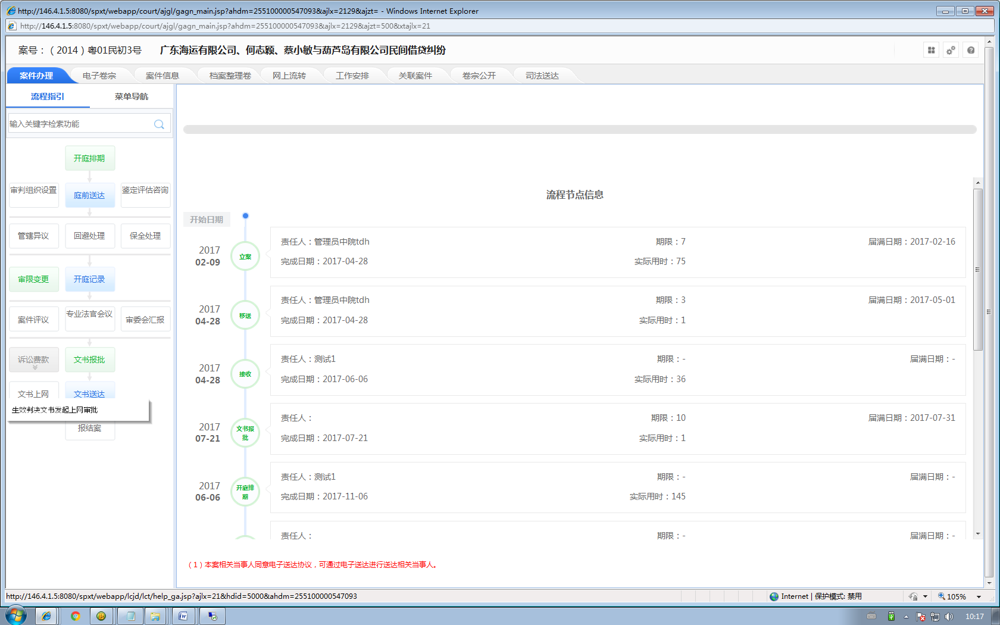 http://146.4.1.5:8080/spxt/webapp/court/ajgl/gagn_main.jsp?ahdm=255100000547093&ajlx=2129&ajzt= - Windows Internet Explorer
http://146.4.1.5:8080/spxt/webapp/court/ajgl/gagn_main.jsp?ahdm=255100000547093&ajlx=2129&ajzt=500&xtajlx=21
案号：（2014）粤01民初3号 广东海运有限公司、何志颖、蔡小敏与葫芦岛有限公司民间借贷纠纷
案件办理 电子卷宗 案件信息 档案整理卷 网上流转 工作安排 关联案件 卷宗公开 司法送达
流程指引 菜单导航
输入关键字检索功能
开庭排期
审判组织设置 庭前送达 鉴定评估咨询
管辖异议 回避处理 保全处理
审限变更 开庭记录
案件评议 专业法官会议 审委会汇报
诉讼费款 文书报批
文书上网 文书送达
生效判决文书发起上网审批
报结案
流程节点信息
开始日期
2017
02-09
立案
责任人：管理员中院tdh 期限：7 届满日期：2017-02-16
完成日期：2017-04-28 实际用时：75
2017
04-28
移送
责任人：管理员中院tdh 期限：3 届满日期：2017-05-01
完成日期：2017-04-28 实际用时：1
2017
04-28
接收
责任人：测试1 期限：- 届满日期：-
完成日期：2017-06-06 实际用时：36
2017
07-21
文书报
批
责任人： 期限：10 届满日期：2017-07-31
完成日期：2017-07-21 实际用时：1
2017
06-06
开庭排
期
责任人：测试1 期限：- 届满日期：-
完成日期：2017-11-06 实际用时：145
责任人： 期限：- 届满日期：-
（1）本案相关当事人同意电子送达协议，可通过电子送达进行送达相关当事人。
http://146.4.1.5:8080/spxt/webapp/lcjd/lct/help_ga.jsp?ajlx=21&hdid=5000&ahdm=255100000547093
Internet | 保护模式: 禁用
105%
10:17